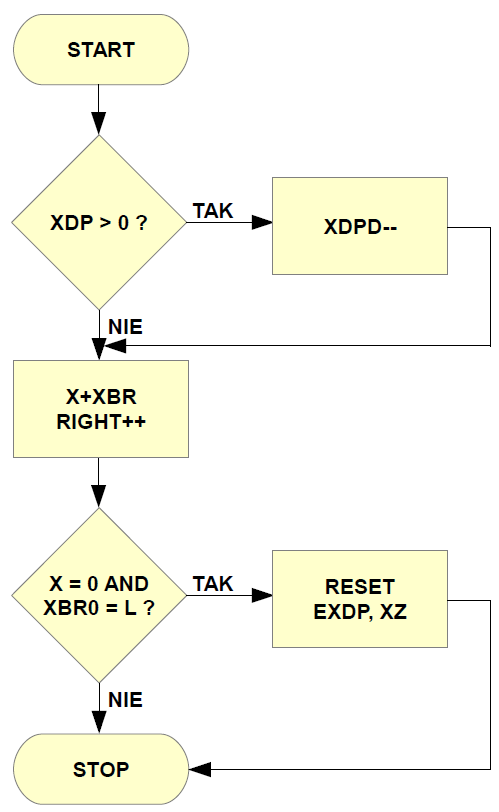 START
XDP > 0 ?
TAK
XDPD--
NIE
X+XBR
RIGHT++
X = 0 AND
XBR0 = L ?
TAK
RESET
EXDP, XZ
NIE
STOP